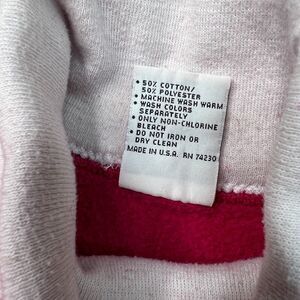 • 50% COTTON/
50% POLYESTER
• MACHINE WASH WARM
• WASH COLORS
SEPARATELY
• ONLY NON-CHLORINE
BLEACH
• DO NOT IRON OR
DRY CLEAN
MADE IN U.S.A. RN 74230